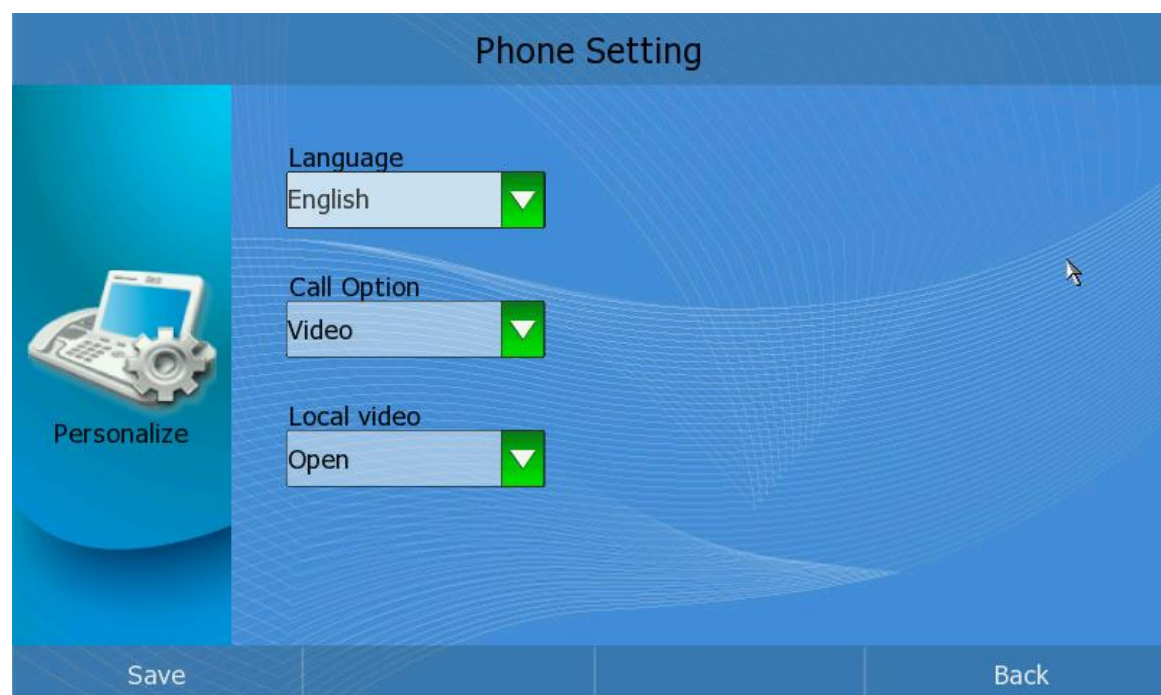 Phone Setting
Language
English
Call Option
Video
Local video
Open
Personalize
Save
Back